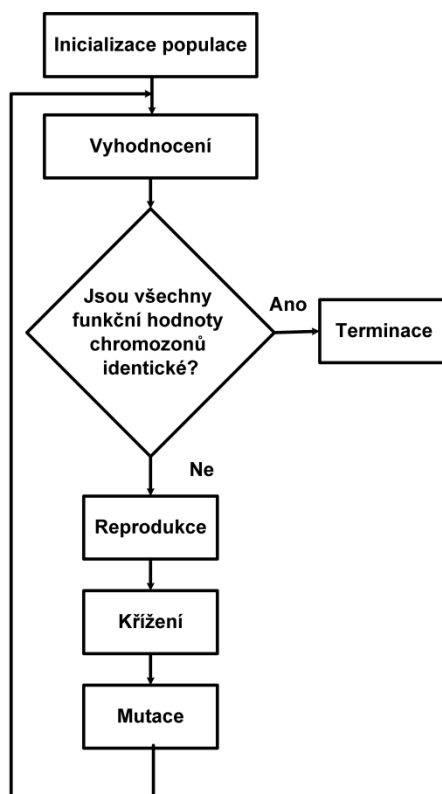 Inicializace populace
Vyhodnocení
Jsou všechny
funkční hodnoty
chromozonů
identické?
Ano
Terminace
Ne
Reprodukce
Křížení
Mutace